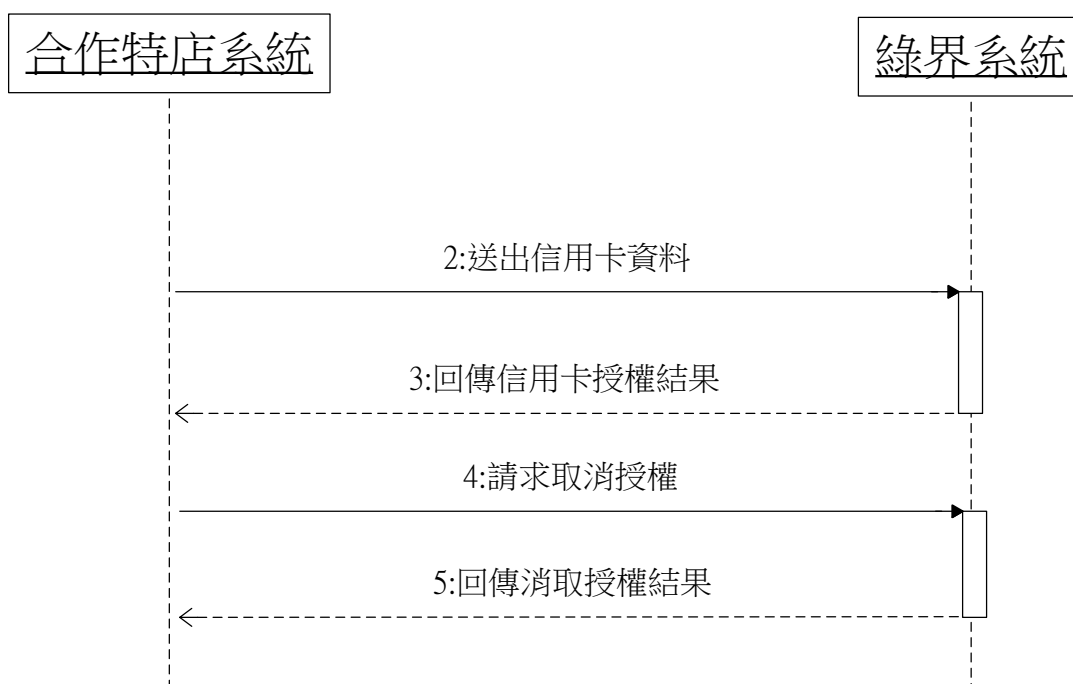 合作特店系統
綠界系統
2:送出信用卡資料
3:回傳信用卡授權結果
4:請求取消授權
5:回傳消取授權結果